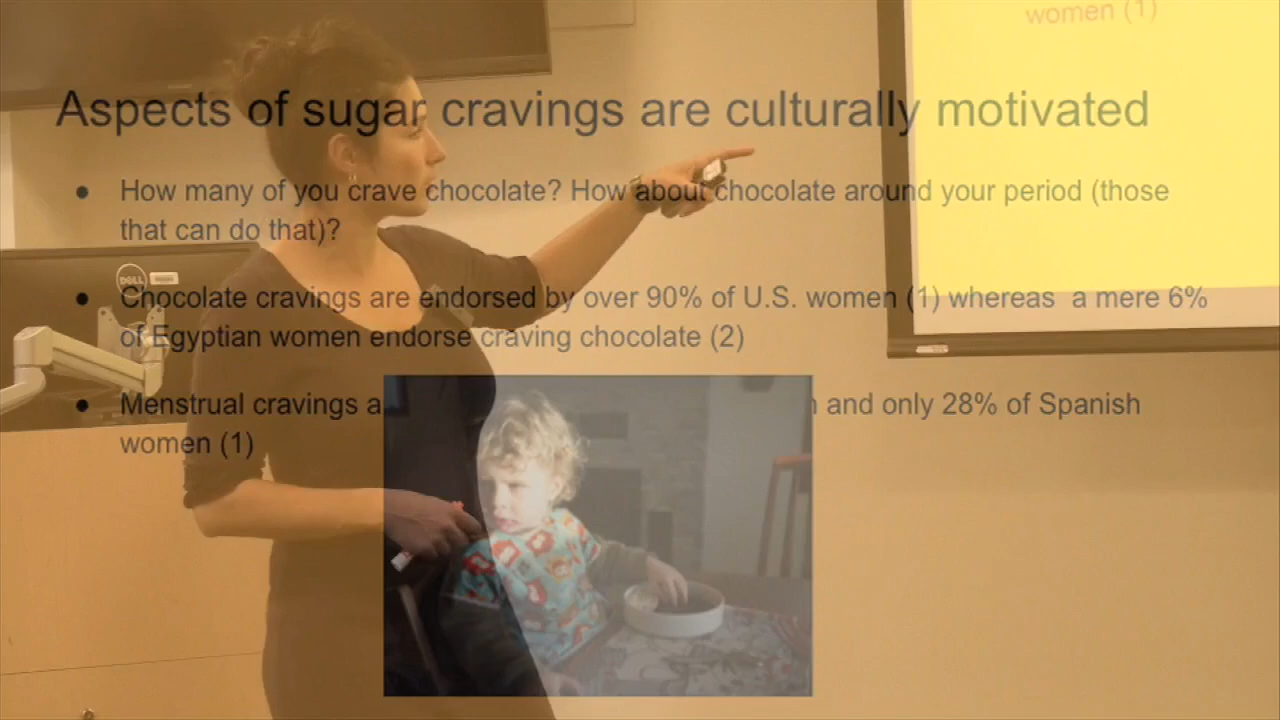 women (1)
Aspects of sugar cravings are culturally motivated
How many of you crave chocolate? How about chocolate around your period (those
that can do that)?
DELL
Chocolate cravings are endorsed by over 90% of U.S. women (1) whereas a mere 6%
of Egyptian women endorse craving chocolate (2)
Menstrual cravings a
and only 28% of Spanish
women (1)